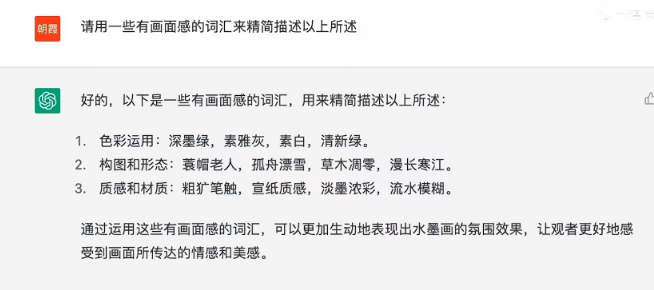 朝霞
请用一些有画面感的词汇来精简描述以上所述
好的，以下是一些有画面感的词汇，用来精简描述以上所述：
1. 色彩运用：深墨绿，素雅灰，素白，清新绿。
2. 构图和形态：蓑帽老人，孤舟漂雪，草木凋零，漫长寒江。
3. 质感和材质：粗犷笔触，宣纸质感，淡墨浓彩，流水模糊。
通过运用这些有画面感的词汇，可以更加生动地表现出水墨画的氛围效果，让观者更好地感
受到画面所传达的情感和美感。